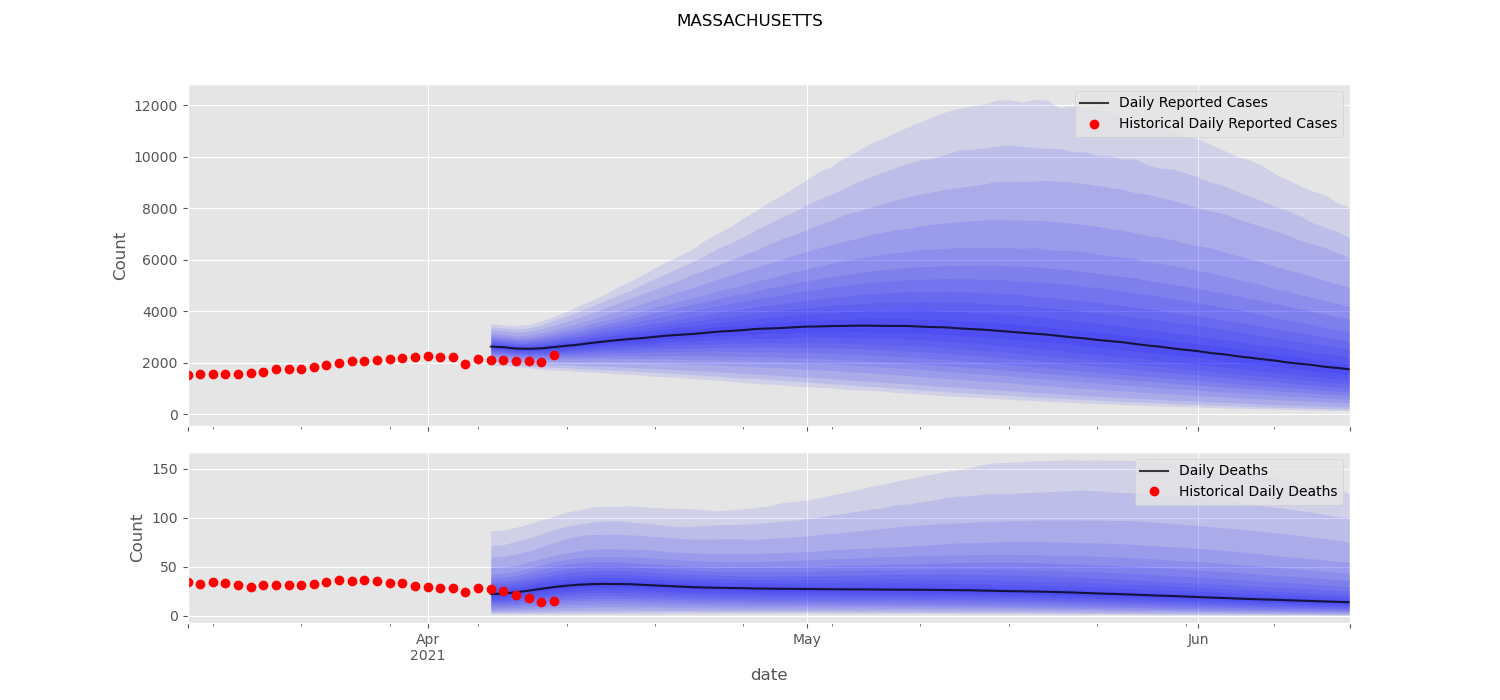 MASSACHUSETTS
12000
10000
8000
6000
4000
2000
0
Count
Daily Reported Cases
Historical Daily Reported Cases
150
100
50
0
Count
Daily Deaths
Historical Daily Deaths
Apr
2021
May
Jun
date